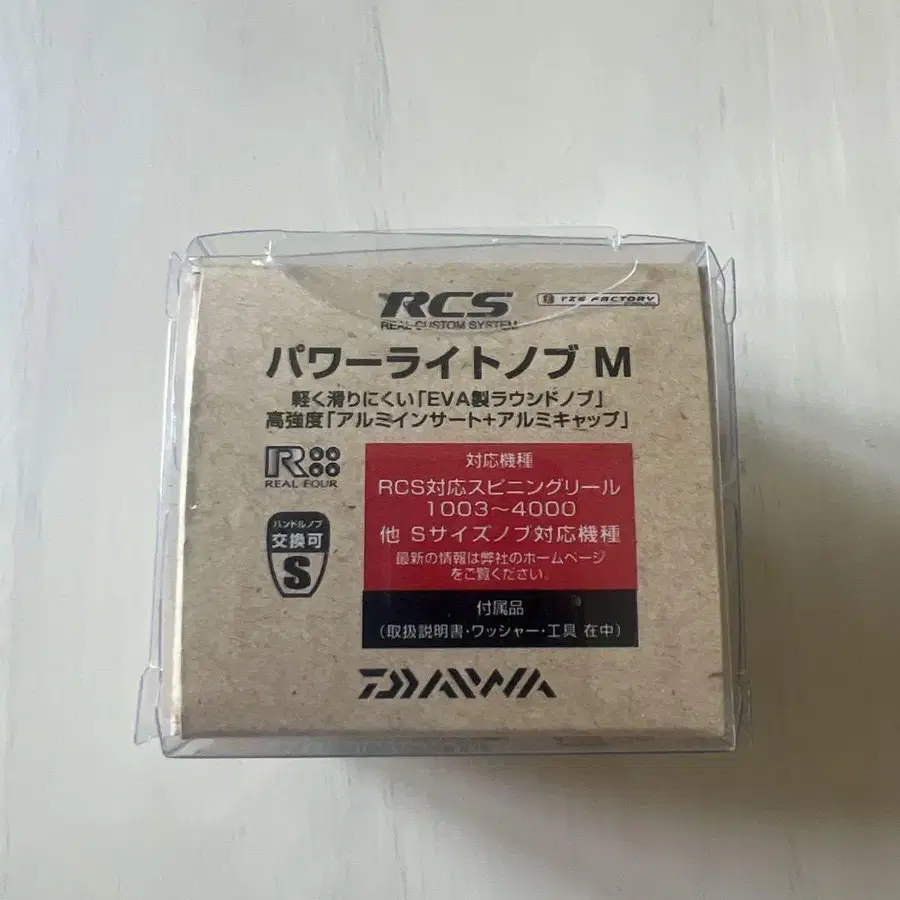 RCS
REAL CUSTOM SYSTEM
TZE FACTORY
パワーライトノブ M
軽く滑りにくい「EVA製ラウンドノブ」
高強度「アルミインサート+アルミキャップ」
R
REAL FOUR
ハンドルノブ
交換可
S
対応機種
RCS対応スピニングリール
1003〜4000
他 Sサイズノブ対応機種
最新の情報は弊社のホームページ
をご覧ください。
付属品
(取扱説明書・ワッシャー・工具 在中)
DAIWA